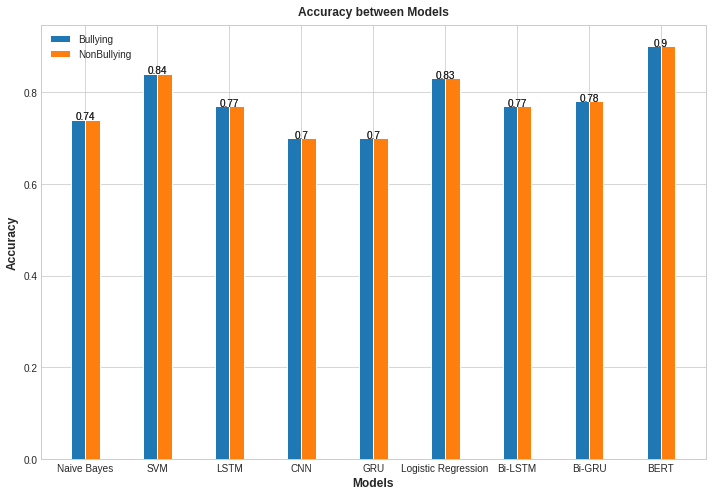 Accuracy between Models
Bullying
NonBullying
0.74
0.84
0.77
0.7
0.7
0.83
0.77
0.78
0.9
0.8
0.6
0.4
0.2
0.0
Accuracy
Naive Bayes
SVM
LSTM
CNN
GRU
Logistic Regression
Bi-LSTM
Bi-GRU
BERT
Models